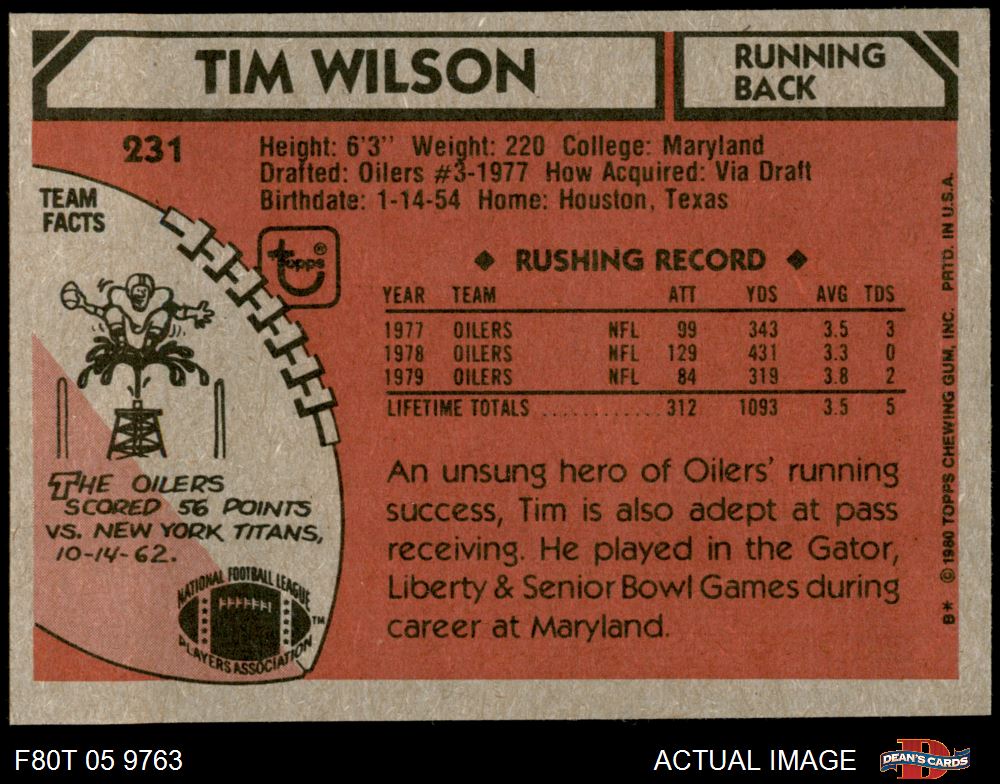 TIM WILSON
RUNNING
BACK
231
Height: 6'3" Weight: 220 College: Maryland
Drafted: Oilers #3-1977 How Acquired: Via Draft
Birthdate: 1-14-54 Home: Houston, Texas
TEAM
FACTS
topps ®
◆ RUSHING RECORD ◆
YEAR TEAM ATT YDS AVG TDS
1977 OILERS NFL 99 343 3.5 3
1978 OILERS NFL 129 431 3.3 0
1979 OILERS NFL 84 319 3.8 2
LIFETIME TOTALS ............ 312 1093 3.5 5
THE OILERS
SCORED 56 POINTS
VS. NEW YORK TITANS,
10-14-62.
NATIONAL FOOTBALL LEAGUE
PLAYERS ASSOCIATION
TM
An unsung hero of Oilers' running
success, Tim is also adept at pass
receiving. He played in the Gator,
Liberty & Senior Bowl Games during
career at Maryland.
B* © 1980 TOPPS CHEWING GUM, INC. PRTD. IN U.S.A.
F80T 05 9763
ACTUAL IMAGE
D
DEAN'S CARDS